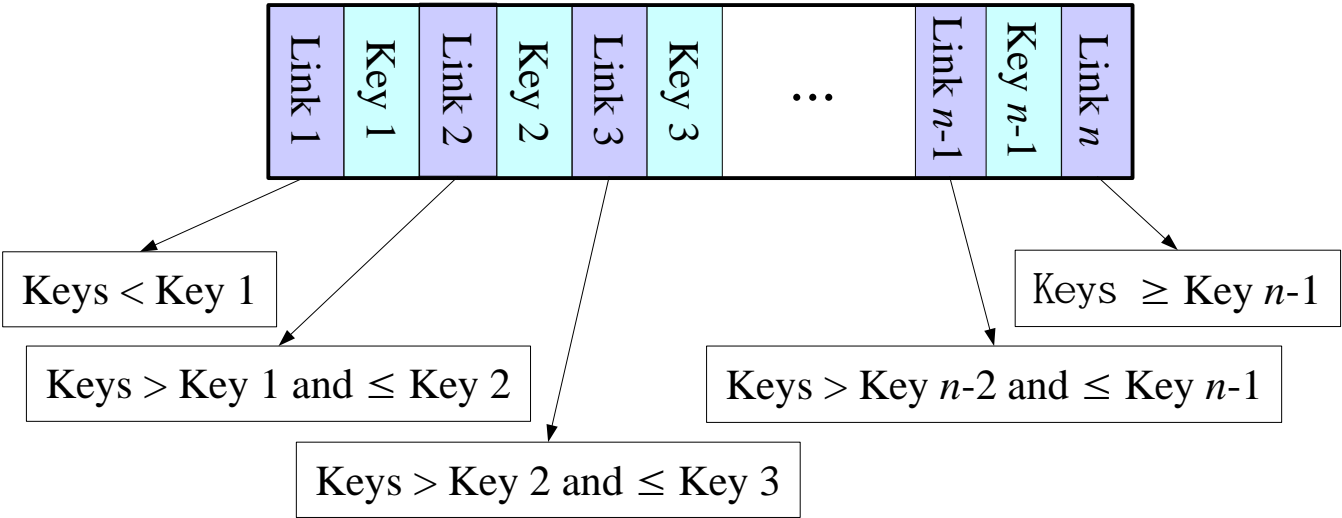 Link 1
Key 1
Link 2
Key 2
Link 3
Key 3
...
Link n-1
Key n-1
Link n
Keys < Key 1
Keys ≥ Key n-1
Keys > Key 1 and ≤ Key 2
Keys > Key n-2 and ≤ Key n-1
Keys > Key 2 and ≤ Key 3